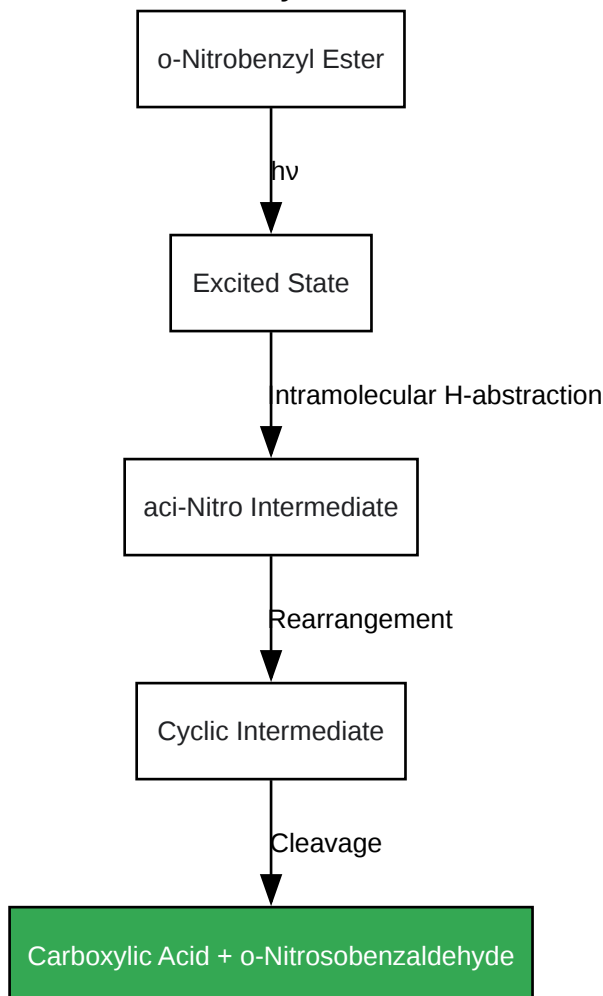 o-Nitrobenzyl Ester
hν
Excited State
Intramolecular H-abstraction
aci-Nitro Intermediate
Rearrangement
Cyclic Intermediate
Cleavage
Carboxylic Acid + o-Nitrosobenzaldehyde